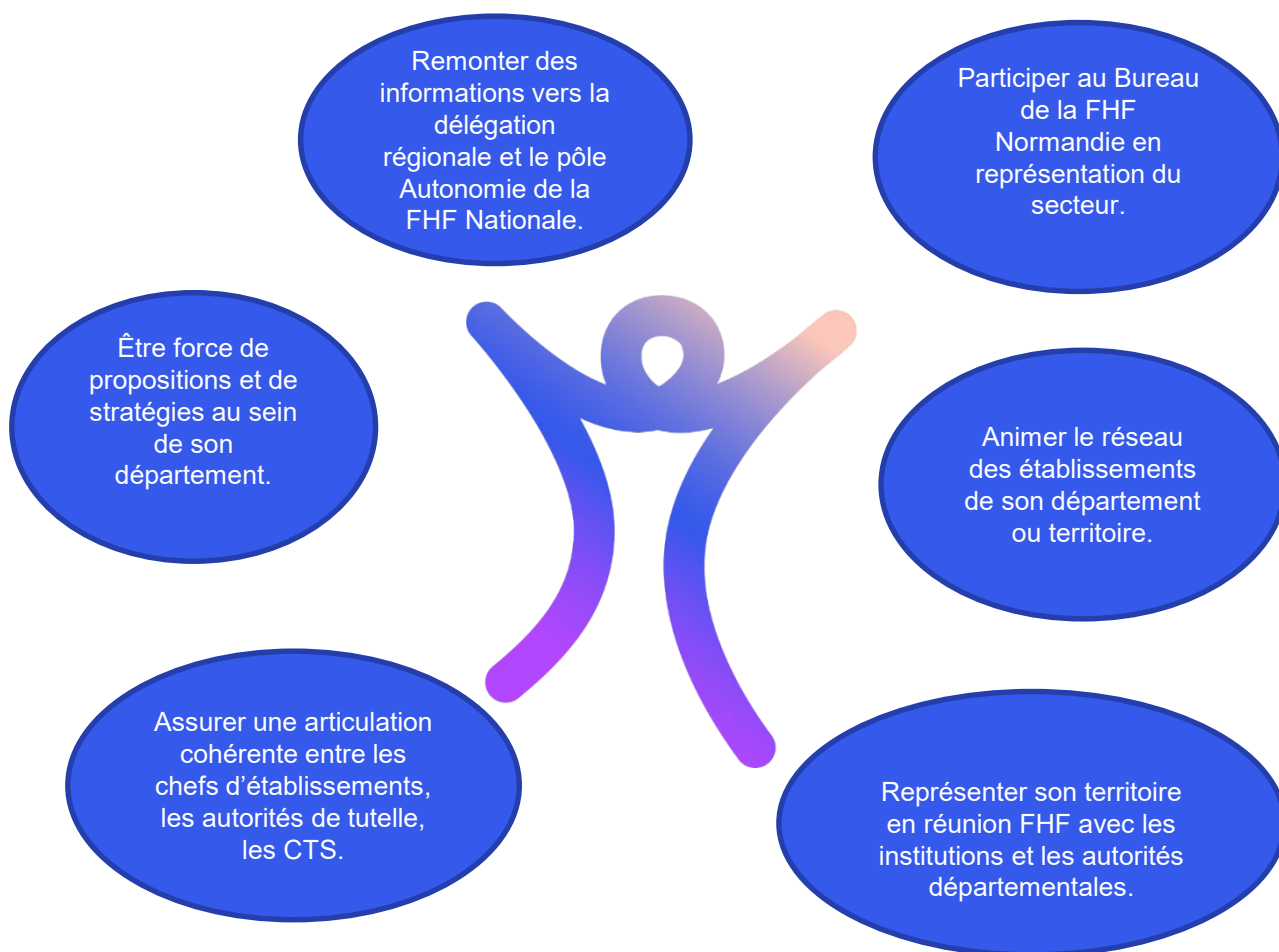 Remonter des
informations vers la
délégation
régionale et le pôle
Autonomie de la
FHF Nationale.
Participer au Bureau
de la FHF
Normandie en
représentation du
secteur.
Être force de
propositions et de
stratégies au sein
de son
département.
Animer le réseau
des établissements
de son département
ou territoire.
Assurer une articulation
cohérente entre les
chefs d’établissements,
les autorités de tutelle,
les CTS.
Représenter son territoire
en réunion FHF avec les
institutions et les autorités
départementales.